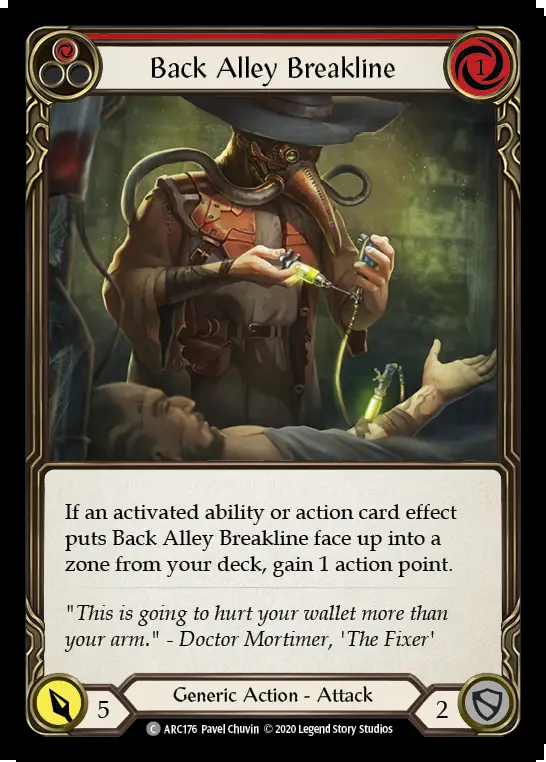 Back Alley Breakline
1
If an activated ability or action card effect
puts Back Alley Breakline face up into a
zone from your deck, gain 1 action point.
"This is going to hurt your wallet more than
your arm." - Doctor Mortimer, 'The Fixer'
5
Generic Action - Attack
2
C ARC176 Pavel Chuvin © 2020 Legend Story Studios